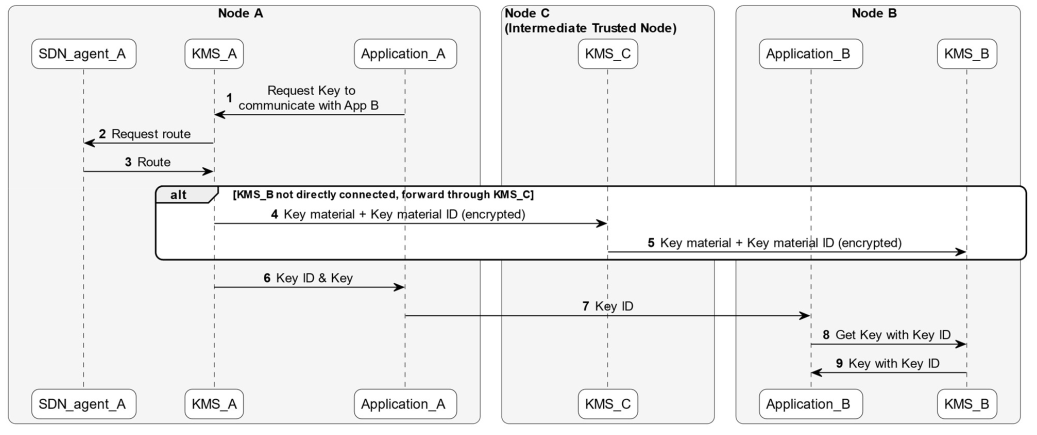 Node A
Node C
(Intermediate Trusted Node)
Node B
SDN_agent_A
KMS_A
Application_A
KMS_C
Application_B
KMS_B
1 Request Key to
communicate with App B
2 Request route
3 Route
alt [KMS_B not directly connected, forward through KMS_C]
4 Key material + Key material ID (encrypted)
5 Key material + Key material ID (encrypted)
6 Key ID & Key
7 Key ID
8 Get Key with Key ID
9 Key with Key ID
SDN_agent_A
KMS_A
Application_A
KMS_C
Application_B
KMS_B